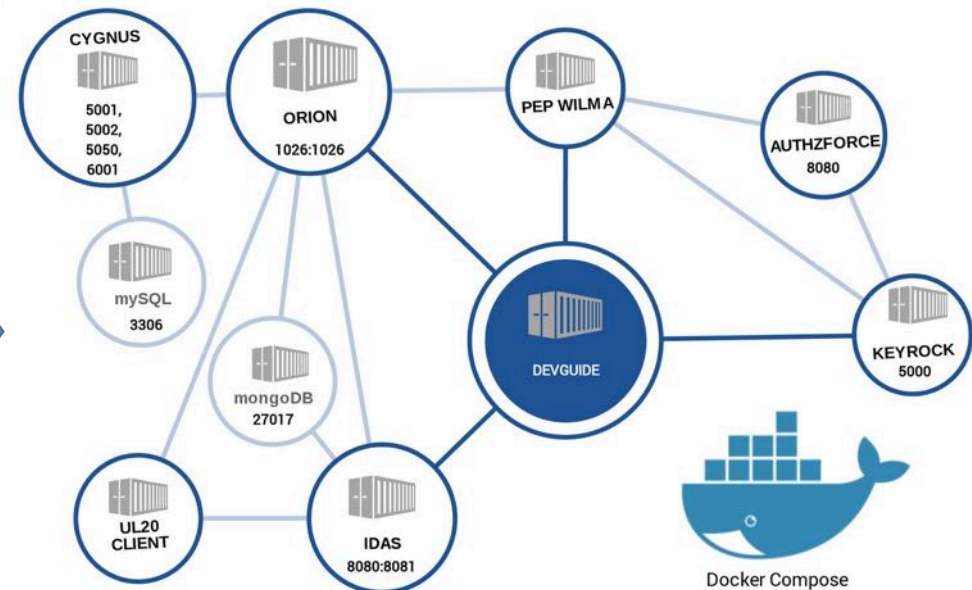 CYGNUS
5001,
5002,
5050,
6001
ORION
1026:1026
PEP WILMA
AUTHZFORCE
8080
mySQL
3306
DEVGUIDE
KEYROCK
5000
mongoDB
27017
UL20
CLIENT
IDAS
8080:8081
Docker Compose